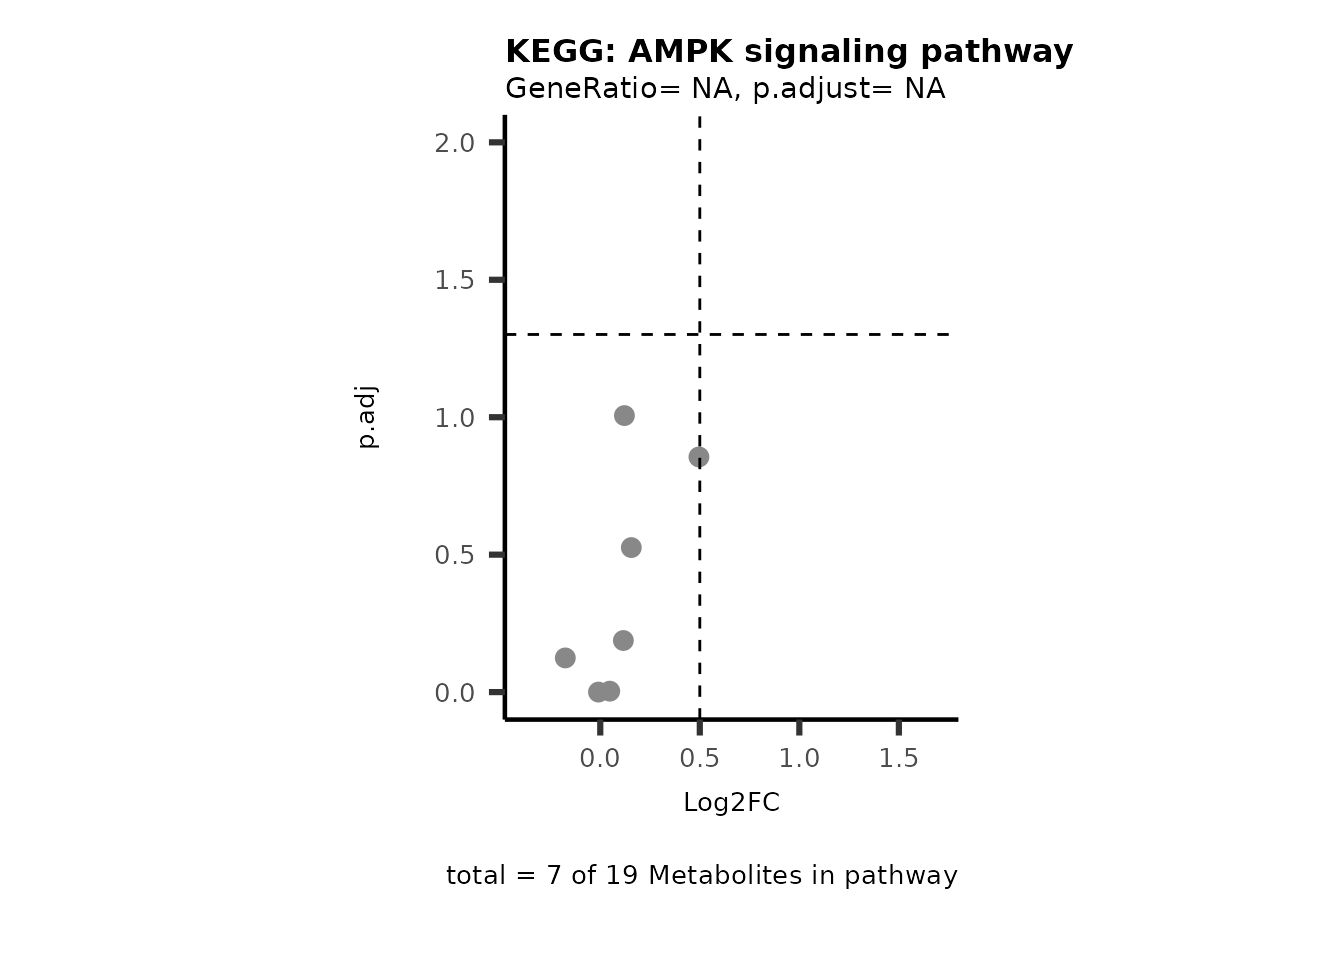 KEGG: AMPK signaling pathway
GeneRatio= NA, p.adjust= NA
2.0
1.5
1.0
0.5
0.0
p.adj
0.0 0.5 1.0 1.5
Log2FC
total = 7 of 19 Metabolites in pathway